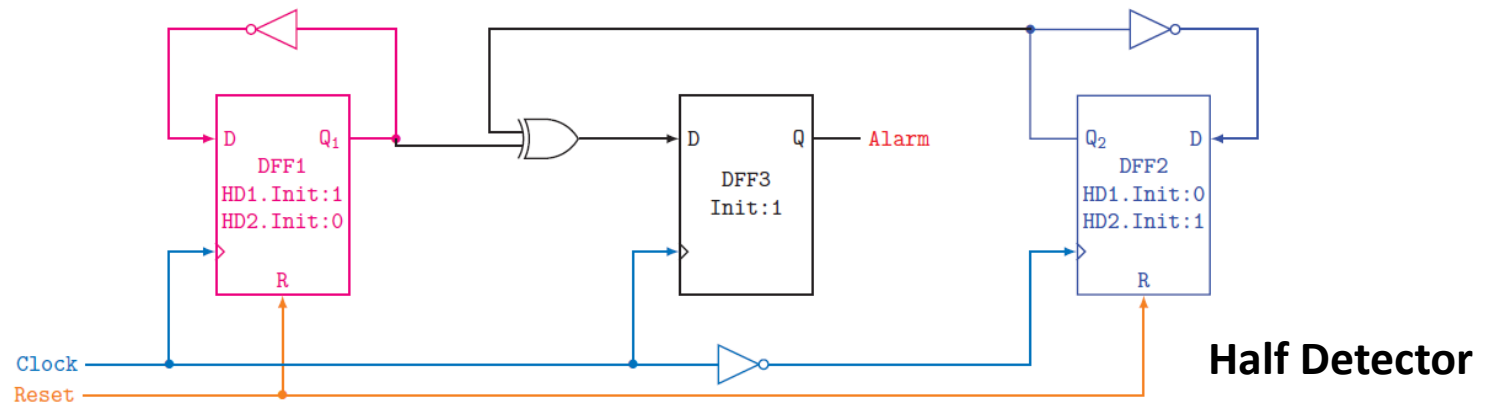 D Q₁
DFF1
HD1.Init:1
HD2.Init:0
R
D Q Alarm
DFF3
Init:1
Q₂ D
DFF2
HD1.Init:0
HD2.Init:1
R
Clock
Reset
Half Detector